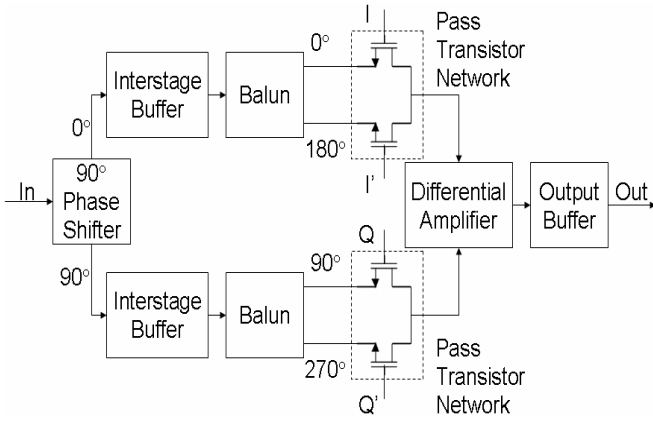 I
0°
Pass
Transistor
Network
Interstage
Buffer
Balun
0°
180°
I'
90°
Phase
Shifter
In
Differential
Amplifier
Output
Buffer
Out
Q
90°
90°
Interstage
Buffer
Balun
270°
Q'
Pass
Transistor
Network